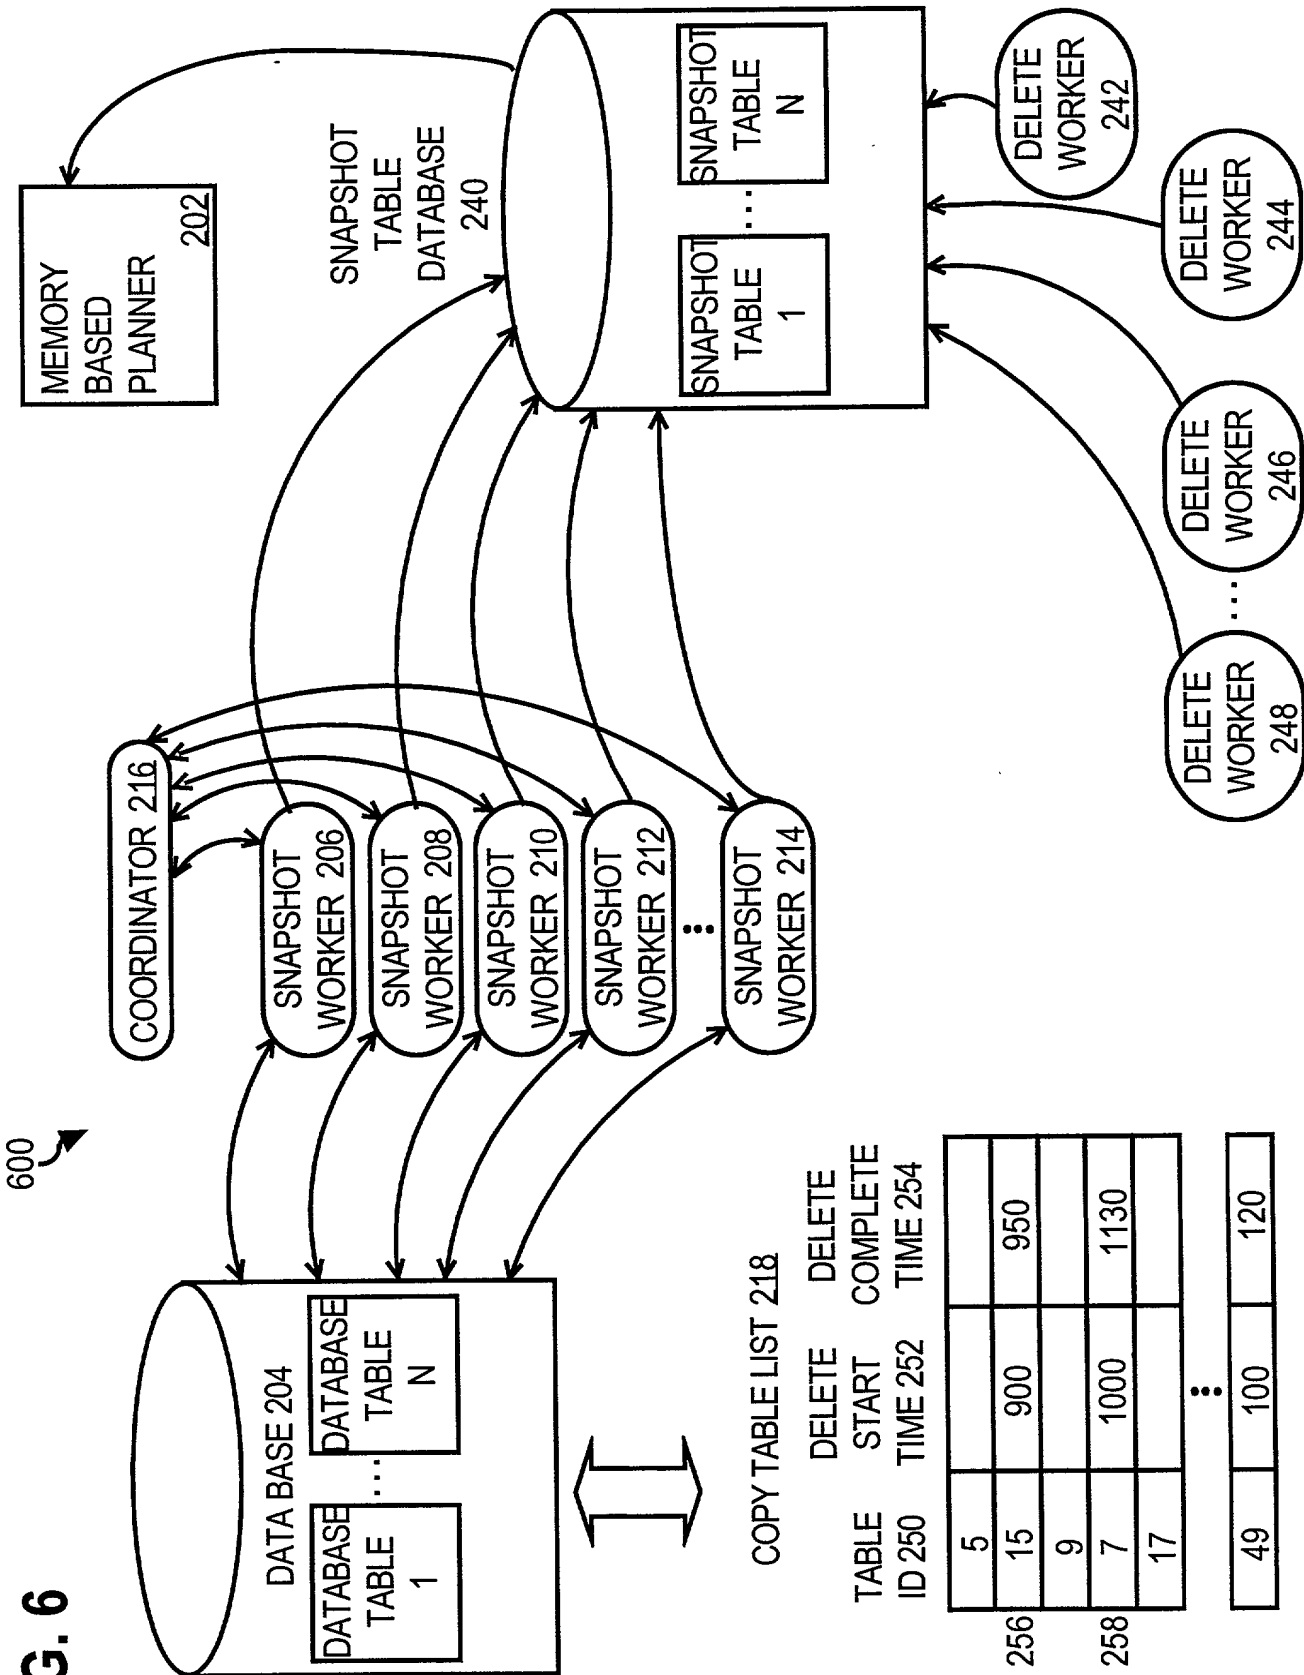 G. 6
600
MEMORY
BASED
PLANNER
202
COORDINATOR 216
DATA BASE 204
DATABASE
TABLE
1
....
DATABASE
TABLE
N
SNAPSHOT
WORKER 206
SNAPSHOT
WORKER 208
SNAPSHOT
WORKER 210
SNAPSHOT
WORKER 212
...
SNAPSHOT
WORKER 214
SNAPSHOT
TABLE
DATABASE
240
SNAPSHOT
TABLE
1
....
SNAPSHOT
TABLE
N
COPY TABLE LIST 218
TABLE
ID 250
DELETE
START
TIME 252
DELETE
COMPLETE
TIME 254
5
256 15 900 950
9
258 7 1000 1130
17
...
49 100 120
DELETE
WORKER
248
....
DELETE
WORKER
246
DELETE
WORKER
244
DELETE
WORKER
242